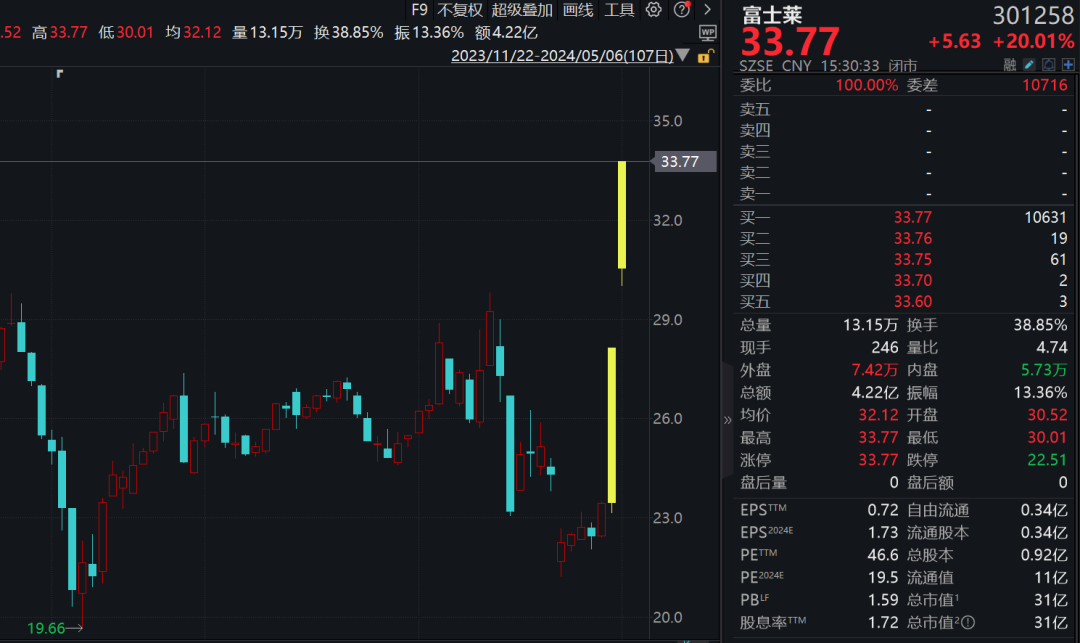 F9 不复权 超级叠加 画线 工具
.52 高33.77 低30.01 均32.12 量13.15万 换38.85% 振13.36% 额4.22亿
WP
2023/11/22-2024/05/06(107日)
35.0
33.77
32.0
29.0
26.0
23.0
20.0
19.66
富士莱 301258
33.77 +5.63 +20.01%
SZSE CNY 15:30:33 闭市 融
委比 100.00% 委差 10716
卖五 - -
卖四 - -
卖三 - -
卖二 - -
卖一 - -
买一 33.77 10631
买二 33.76 19
买三 33.75 61
买四 33.70 2
买五 33.60 3
总量 13.15万 换手 38.85%
现手 246 量比 4.74
外盘 7.42万 内盘 5.73万
总额 4.22亿 振幅 13.36%
均价 32.12 开盘 30.52
最高 33.77 最低 30.01
涨停 33.77 跌停 22.51
盘后量 0 盘后额 0
EPS TTM 0.72 自由流通 0.34亿
EPS 2024E 1.73 流通股本 0.34亿
PE TTM 46.6 总股本 0.92亿
PE 2024E 19.5 流通值 11亿
PB LF 1.59 总市值1 31亿
股息率 TTM 1.72 总市值2 31亿